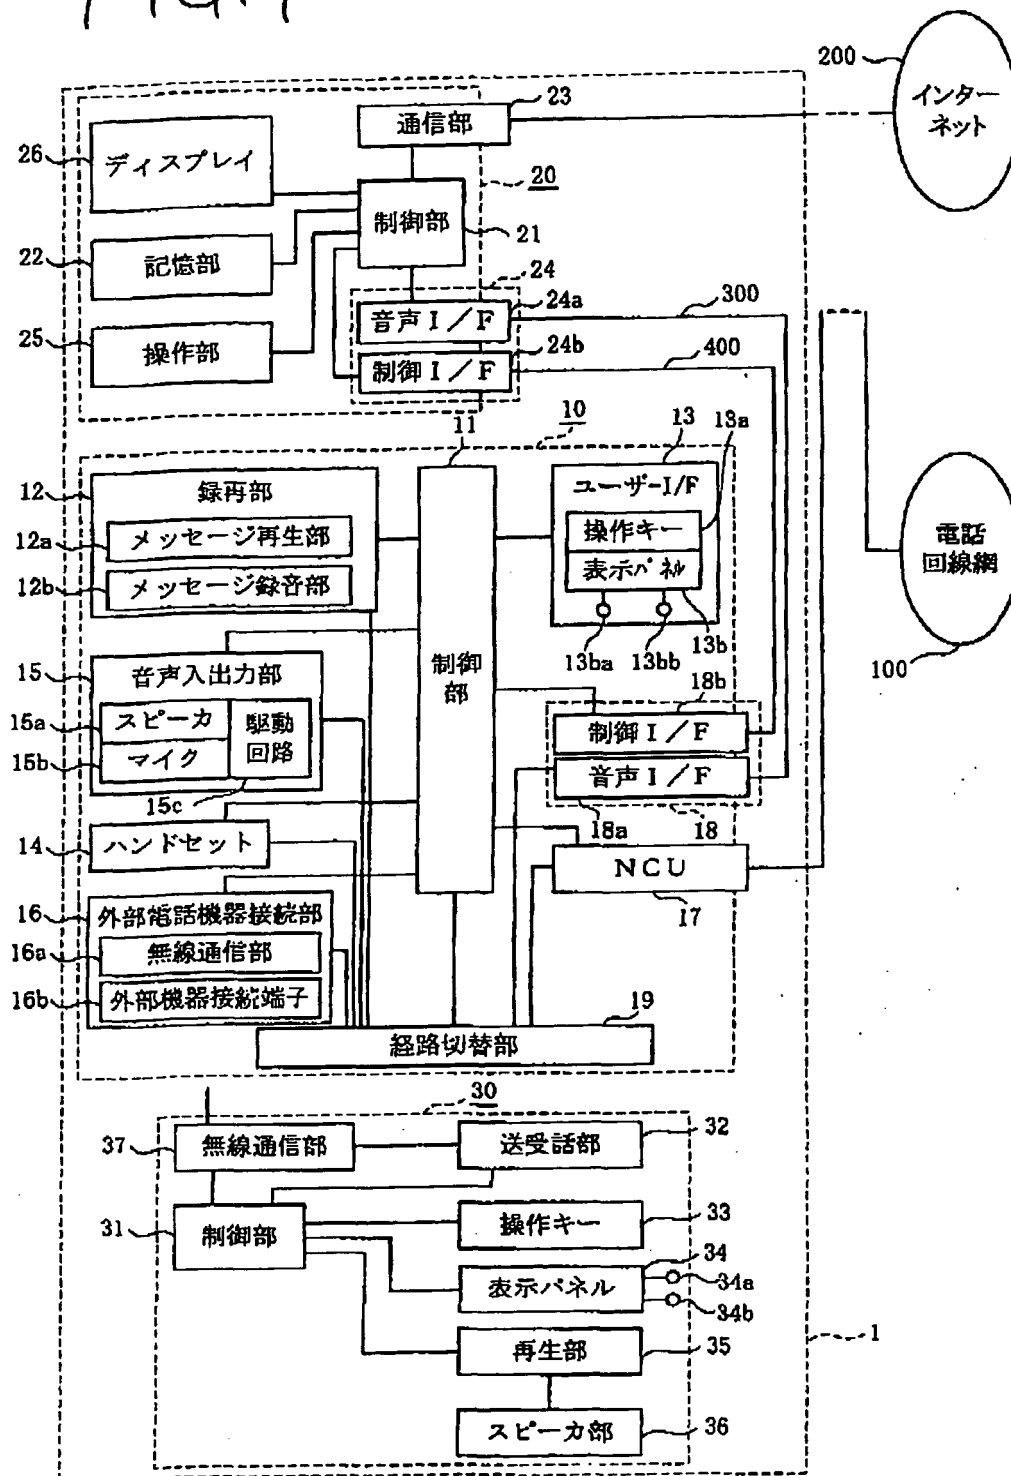 200
インター
ネット
23
通信部
26
ディスプレイ
20
制御部
21
22
記憶部
24
音声I/F
24a
300
25
操作部
制御I/F
24b
400
11
10
13
13a
12
録再部
ユーザーI/F
12a
メッセージ再生部
操作キー
12b
メッセージ録音部
表示パネル
13ba
13bb
13b
電話
回線網
100
制御
部
15
音声入出力部
15a
スピーカ
駆動
回路
15b
マイク
15c
18b
制御I/F
音声I/F
18a
18
14
ハンドセット
NCU
17
16
外部電話機器接続部
16a
無線通信部
16b
外部機器接続端子
19
経路切替部
30
37
無線通信部
送受話部
32
31
制御部
操作キー
33
34
表示パネル
34a
34b
再生部
35
1
スピーカ部
36